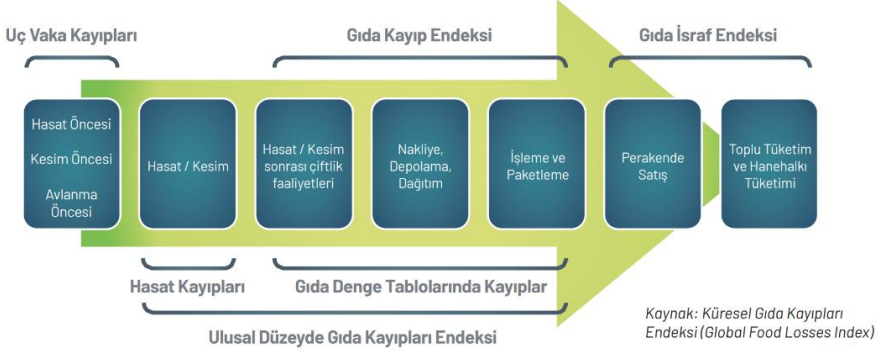 Uç Vaka Kayıpları
Gıda Kayıp Endeksi
Gıda İsraf Endeksi
Hasat Öncesi
Kesim Öncesi
Avlanma
Öncesi
Hasat / Kesim
Hasat / Kesim
sonrası çiftlik
faaliyetleri
Nakliye,
Depolama,
Dağıtım
İşleme ve
Paketleme
Perakende
Satış
Toplu Tüketim
ve Hanehalkı
Tüketimi
Hasat Kayıpları
Gıda Denge Tablolarında Kayıplar
Ulusal Düzeyde Gıda Kayıpları Endeksi
Kaynak: Küresel Gıda Kayıpları
Endeksi (Global Food Losses Index)